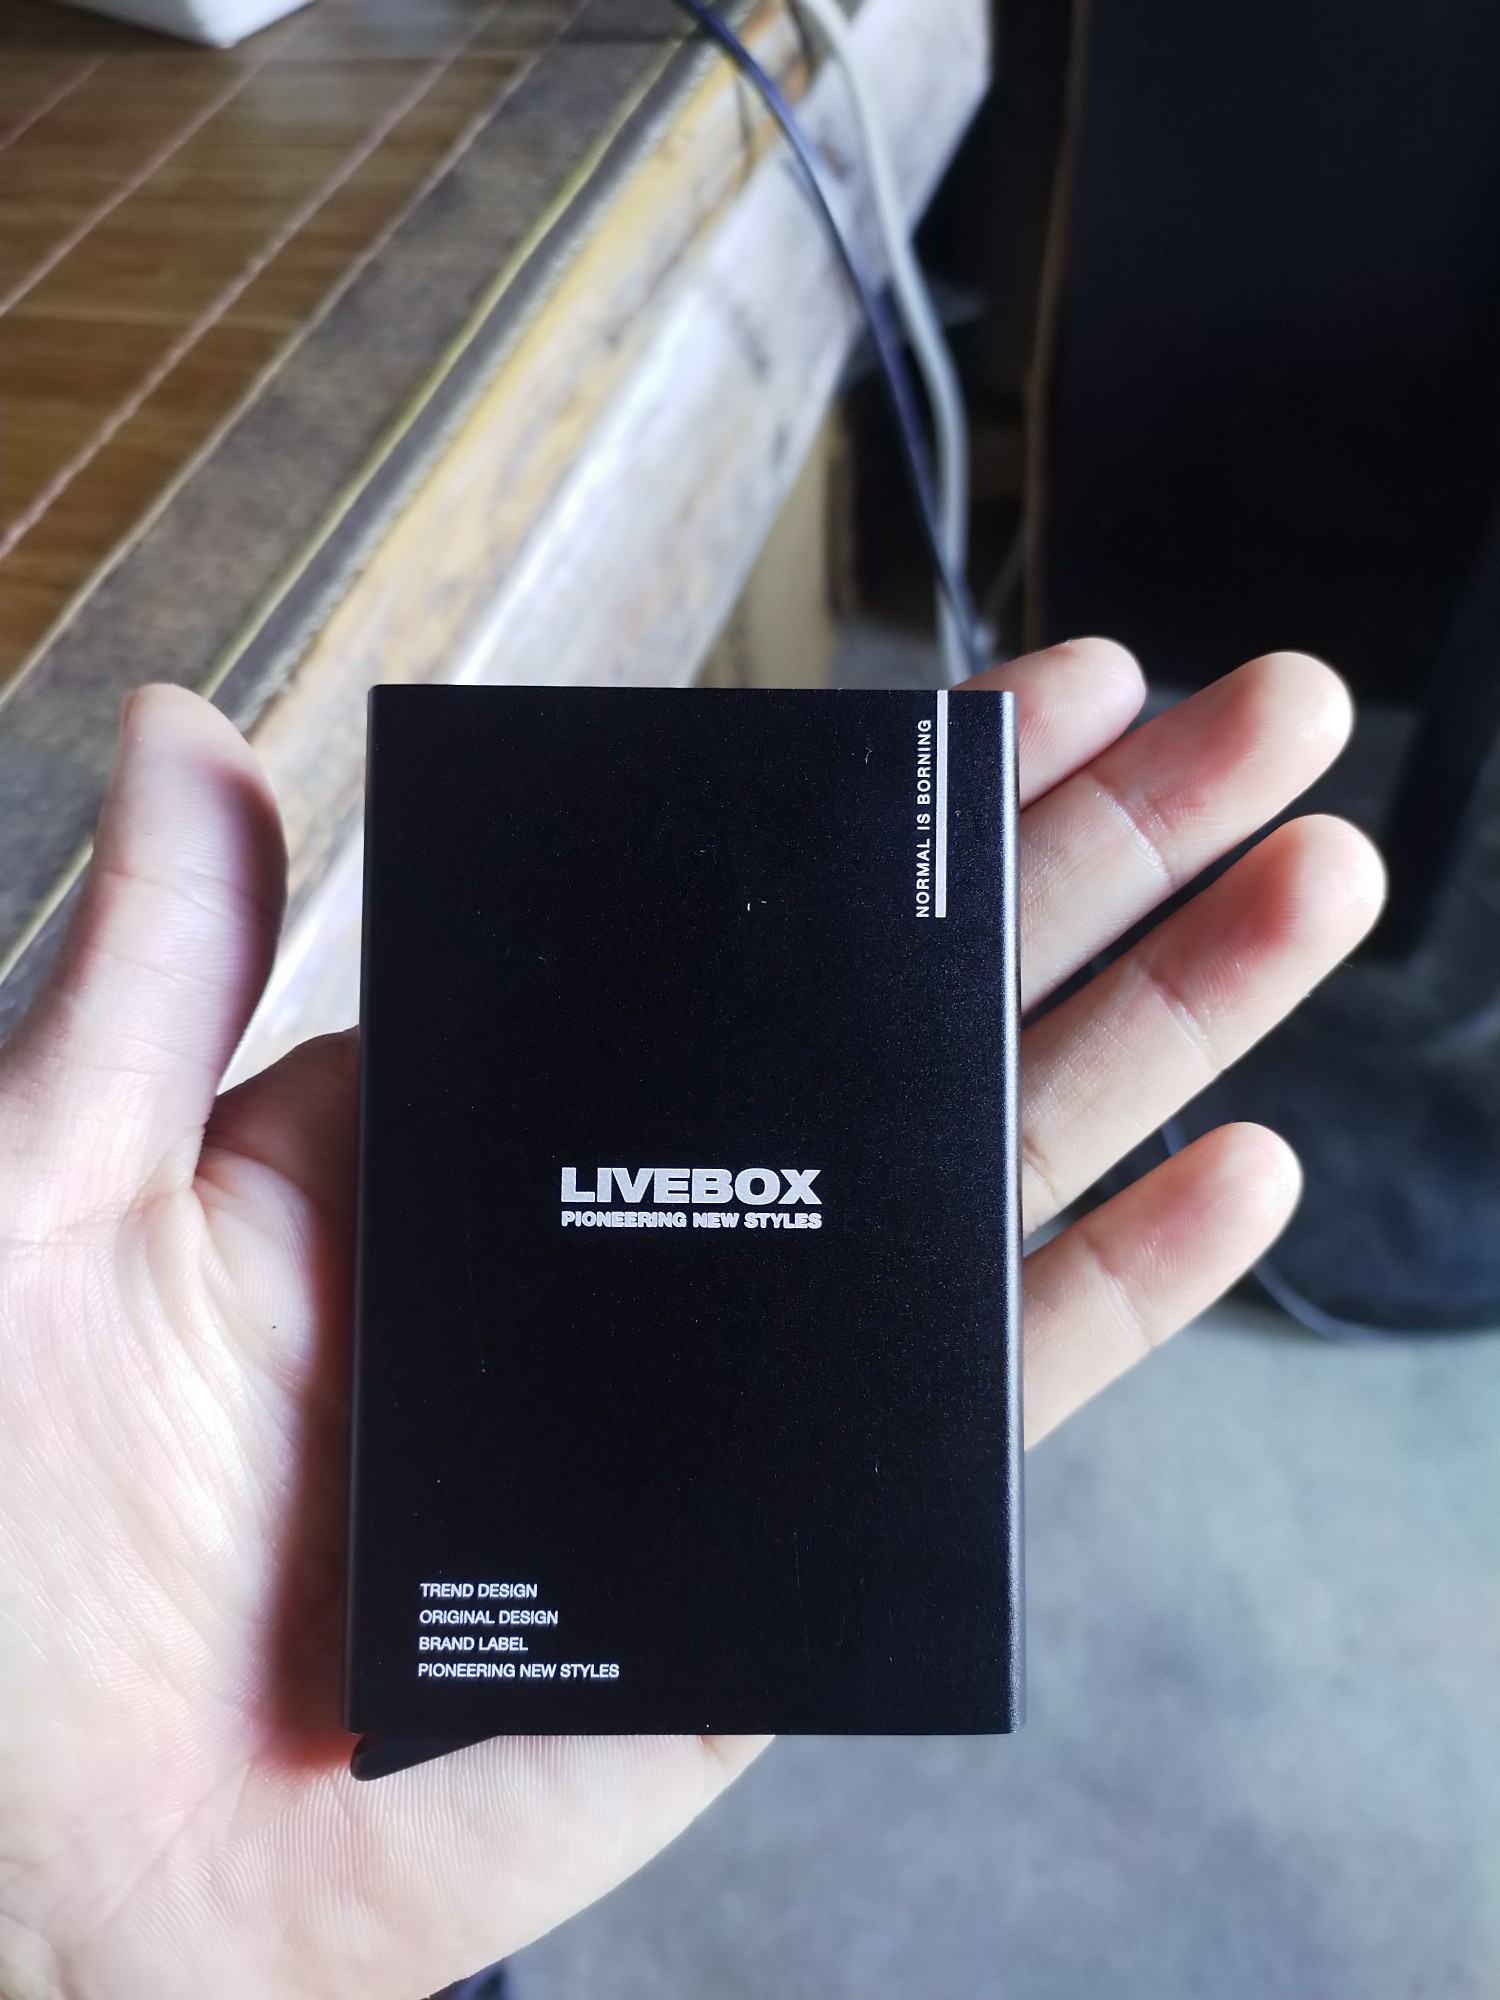 NORMAL IS BORNING
LIVEBOX
PIONEERING NEW STYLES
TREND DESIGN
ORIGINAL DESIGN
BRAND LABEL
PIONEERING NEW STYLES